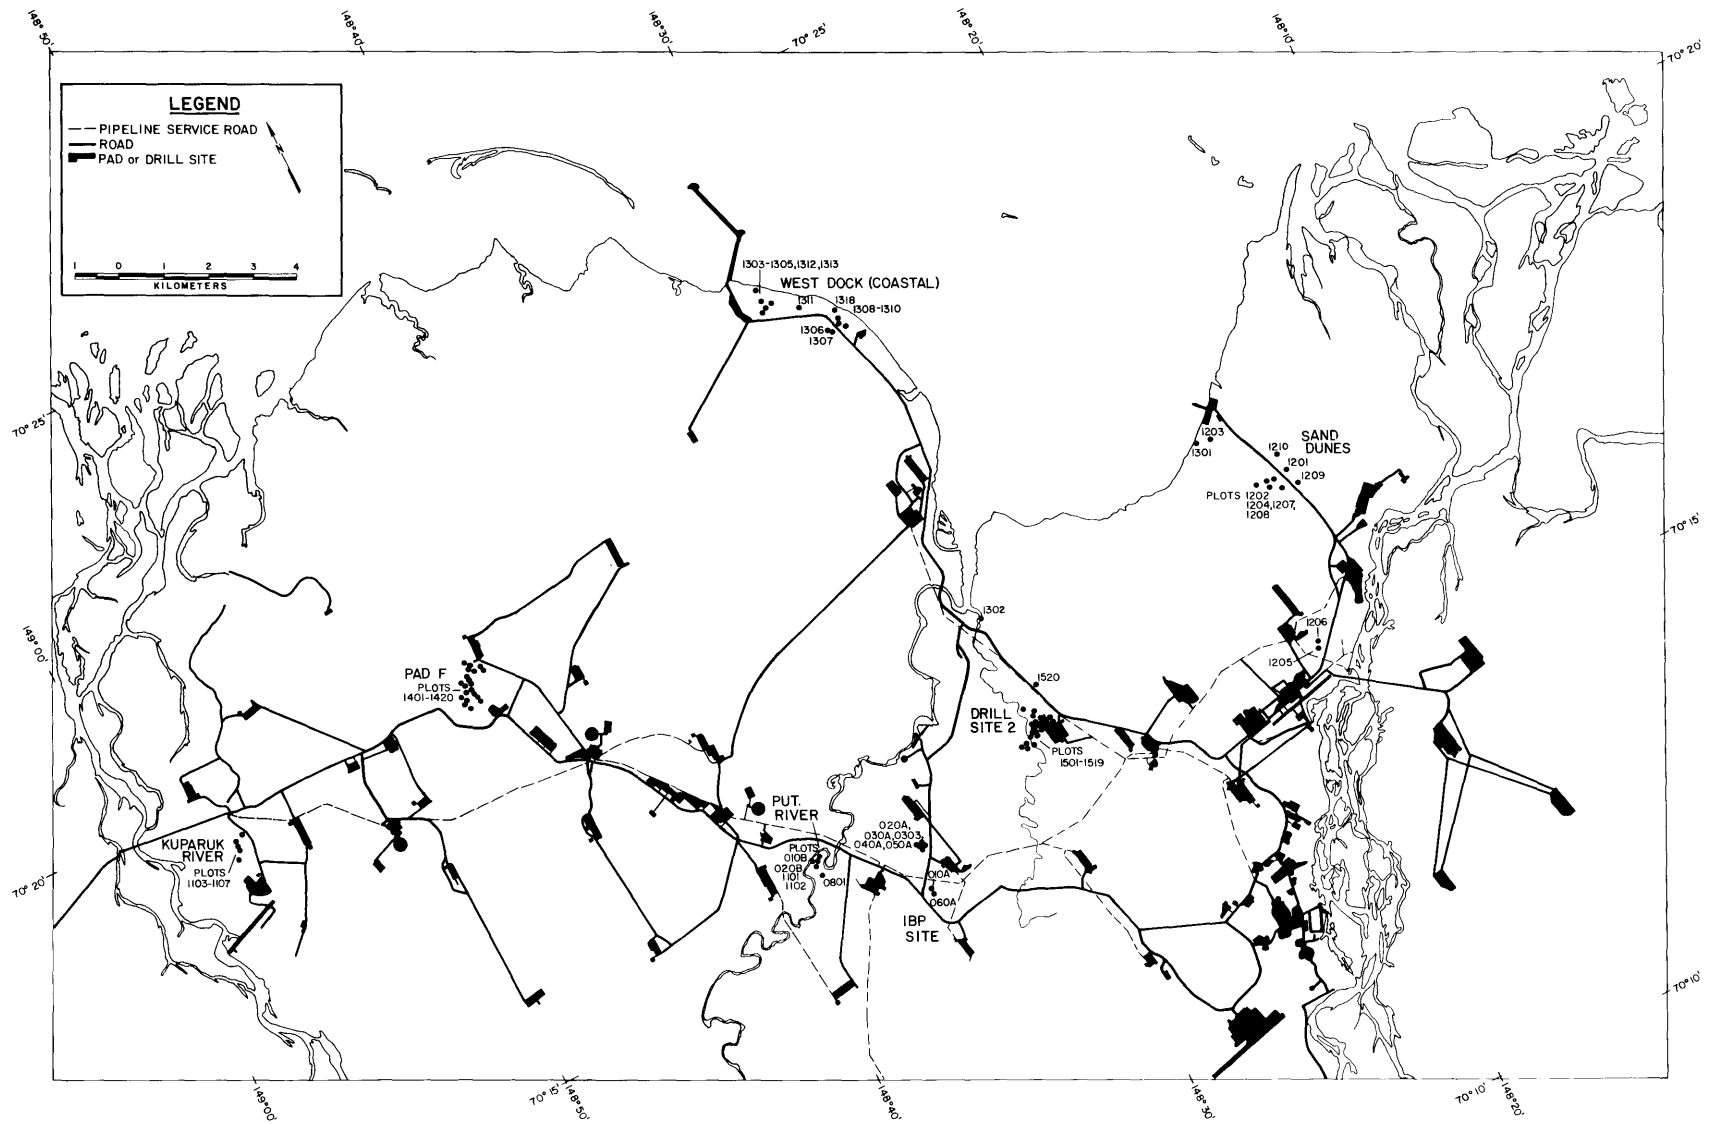 148° 50'
148° 40'
148° 30'
70° 25'
148° 20'
148° 10'
70° 20'
LEGEND
PIPELINE SERVICE ROAD
ROAD
PAD or DRILL SITE
N
1 0 1 2 3 4
KILOMETERS
1303-1305,1312,1313
WEST DOCK (COASTAL)
1311
1318
1308-1310
1306
1307
70° 25'
1203
1301
1210
SAND
DUNES
1201
1209
PLOTS 1202
1204,1207,
1208
70° 15'
1302
1206
1205
149° 00'
PAD F
PLOTS
1401-1420
1520
DRILL
SITE 2
PLOTS
1501-1519
PUT.
RIVER
020A,
030A,0303
040A,050A
KUPARUK
RIVER
PLOTS
1103-1107
PLOTS
010B
020B
1101
1102
0801
010A
060A
IBP
SITE
70° 20'
70° 10'
149° 00'
70° 15'
148° 50'
148° 40'
148° 30'
70° 10'
148° 20'